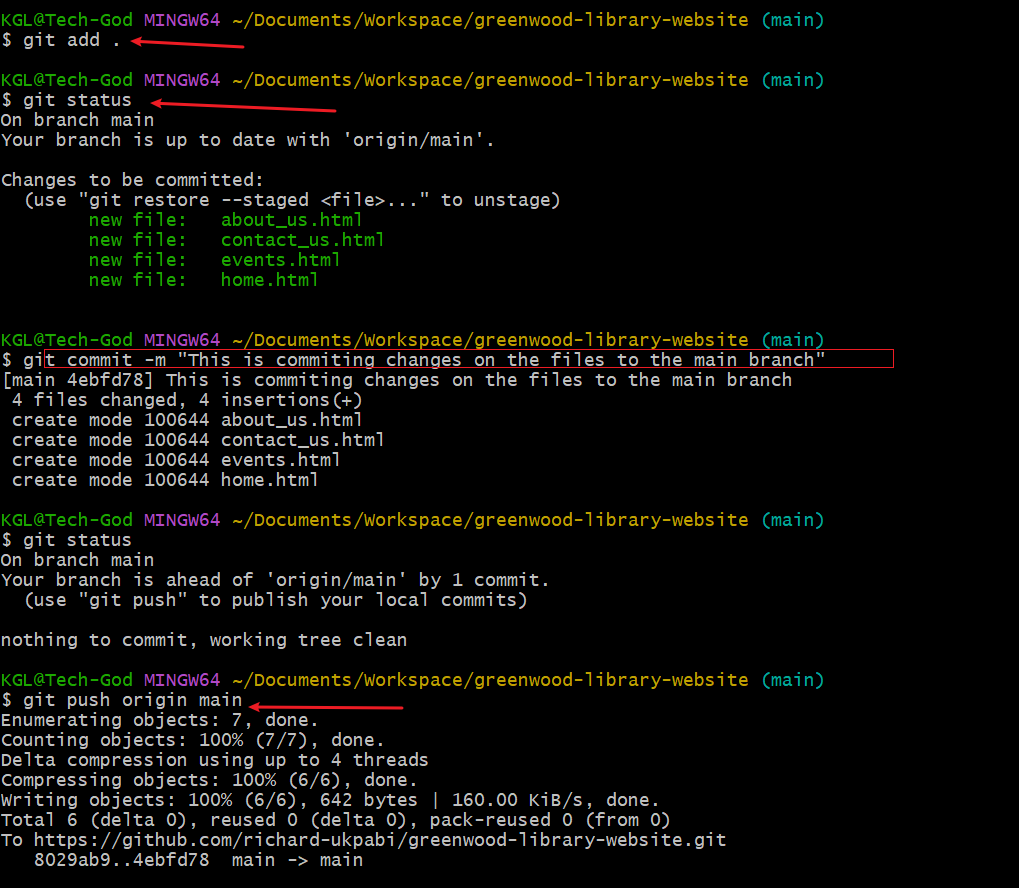 KGL@Tech-God MINGW64 ~/Documents/Workspace/greenwood-library-website (main)
$ git add .
KGL@Tech-God MINGW64 ~/Documents/Workspace/greenwood-library-website (main)
$ git status
On branch main
Your branch is up to date with 'origin/main'.
Changes to be committed:
  (use "git restore --staged <file>..." to unstage)
        new file:   about_us.html
        new file:   contact_us.html
        new file:   events.html
        new file:   home.html
KGL@Tech-God MINGW64 ~/Documents/Workspace/greenwood-library-website (main)
$ git commit -m "This is commiting changes on the files to the main branch"
[main 4ebfd78] This is commiting changes on the files to the main branch
 4 files changed, 4 insertions(+)
 create mode 100644 about_us.html
 create mode 100644 contact_us.html
 create mode 100644 events.html
 create mode 100644 home.html
KGL@Tech-God MINGW64 ~/Documents/Workspace/greenwood-library-website (main)
$ git status
On branch main
Your branch is ahead of 'origin/main' by 1 commit.
  (use "git push" to publish your local commits)
nothing to commit, working tree clean
KGL@Tech-God MINGW64 ~/Documents/Workspace/greenwood-library-website (main)
$ git push origin main
Enumerating objects: 7, done.
Counting objects: 100% (7/7), done.
Delta compression using up to 4 threads
Compressing objects: 100% (6/6), done.
Writing objects: 100% (6/6), 642 bytes | 160.00 KiB/s, done.
Total 6 (delta 0), reused 0 (delta 0), pack-reused 0 (from 0)
To https://github.com/richard-ukpabi/greenwood-library-website.git
   8029ab9..4ebfd78  main -> main